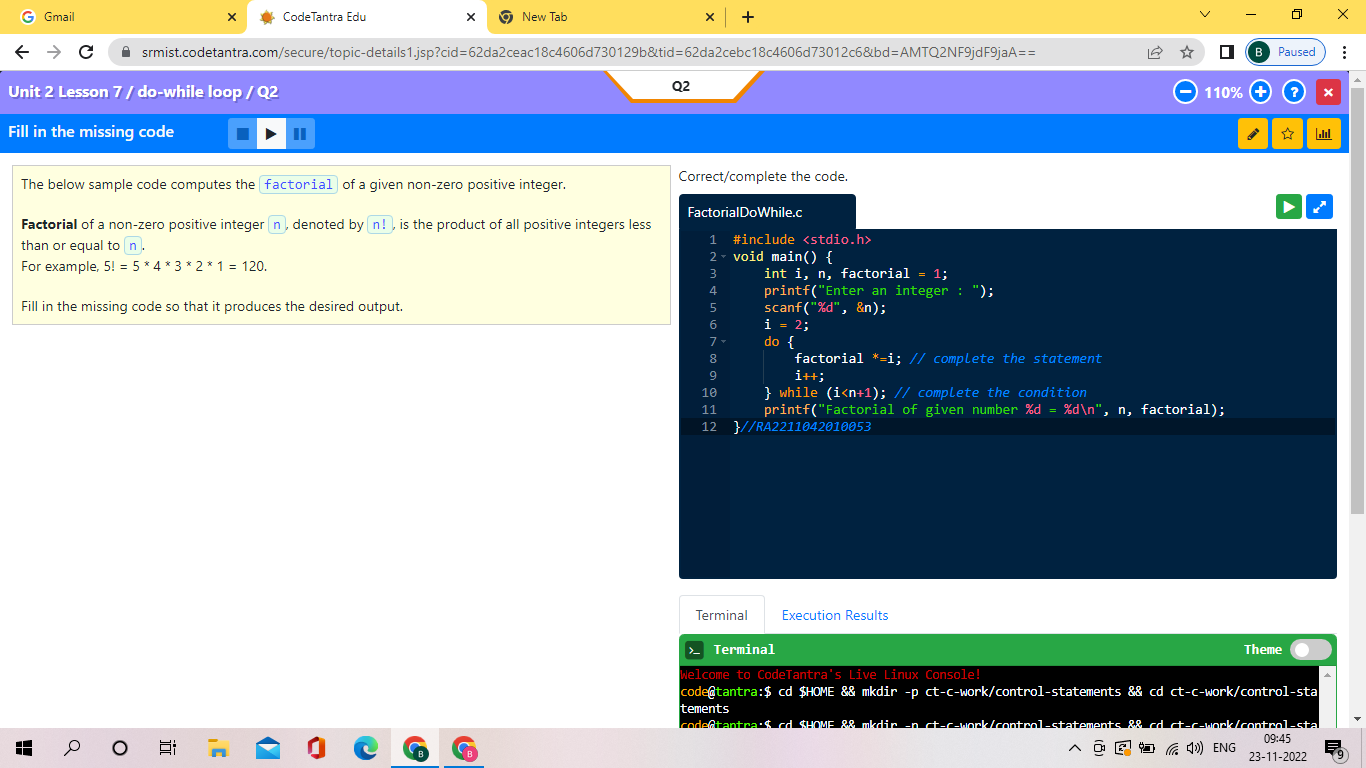 Gmail
CodeTantra Edu
New Tab
srmist.codetantra.com/secure/topic-details1.jsp?cid=62da2ceac18c4606d730129b&tid=62da2cebc18c4606d73012c6&bd=AMTQ2NF9jdF9jaA==
B Paused
Unit 2 Lesson 7 / do-while loop / Q2
Q2
110%
?
Fill in the missing code
The below sample code computes the factorial of a given non-zero positive integer.
Factorial of a non-zero positive integer n, denoted by n!, is the product of all positive integers less
than or equal to n.
For example, 5! = 5 * 4 * 3 * 2 * 1 = 120.
Fill in the missing code so that it produces the desired output.
Correct/complete the code.
FactorialDoWhile.c
1 #include <stdio.h>
2 void main() {
3 int i, n, factorial = 1;
4 printf("Enter an integer : ");
5 scanf("%d", &n);
6 i = 2;
7 do {
8 factorial *=i; // complete the statement
9 i++;
10 } while (i<n+1); // complete the condition
11 printf("Factorial of given number %d = %d\n", n, factorial);
12 }//RA2211042010053
Terminal
Execution Results
>_ Terminal
Theme
Welcome to CodeTantra's Live Linux Console!
code@tantra:$ cd $HOME && mkdir -p ct-c-work/control-statements && cd ct-c-work/control-sta
tements
code@tantra:$ cd $HOME && mkdir -p ct-c-work/control-statements && cd ct-c-work/control-sta
B
B
ENG
09:45
23-11-2022
9